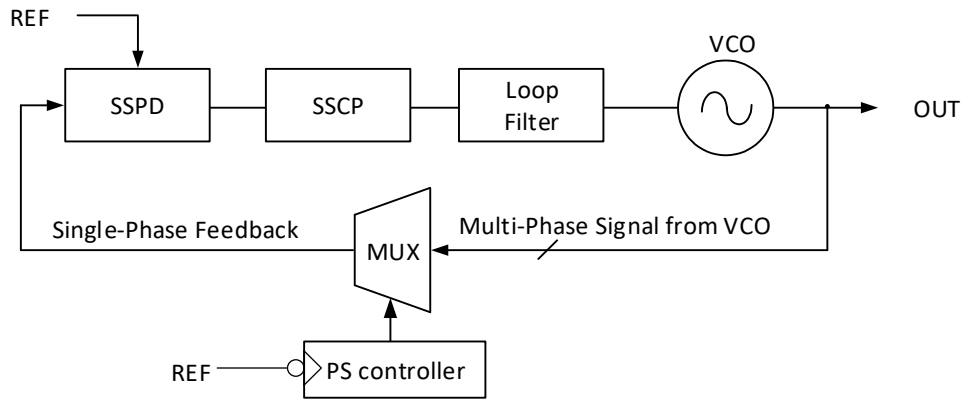 REF
VCO
SSPD
SSCP
Loop
Filter
OUT
Single-Phase Feedback
Multi-Phase Signal from VCO
MUX
REF
PS controller